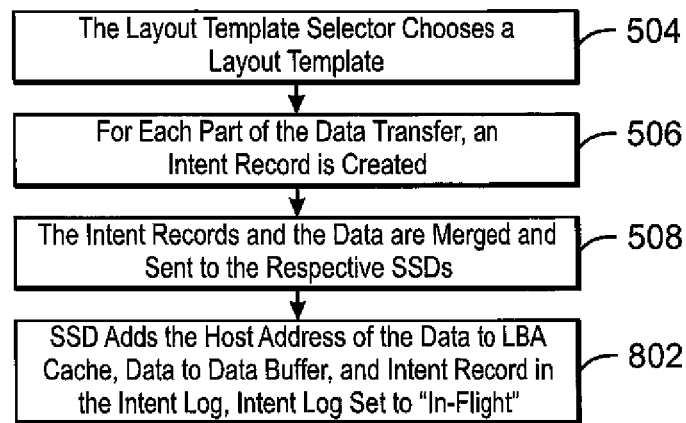 The Layout Template Selector Chooses a
Layout Template
504
For Each Part of the Data Transfer, an
Intent Record is Created
506
The Intent Records and the Data are Merged and
Sent to the Respective SSDs
508
SSD Adds the Host Address of the Data to LBA
Cache, Data to Data Buffer, and Intent Record in
the Intent Log, Intent Log Set to "In-Flight"
802